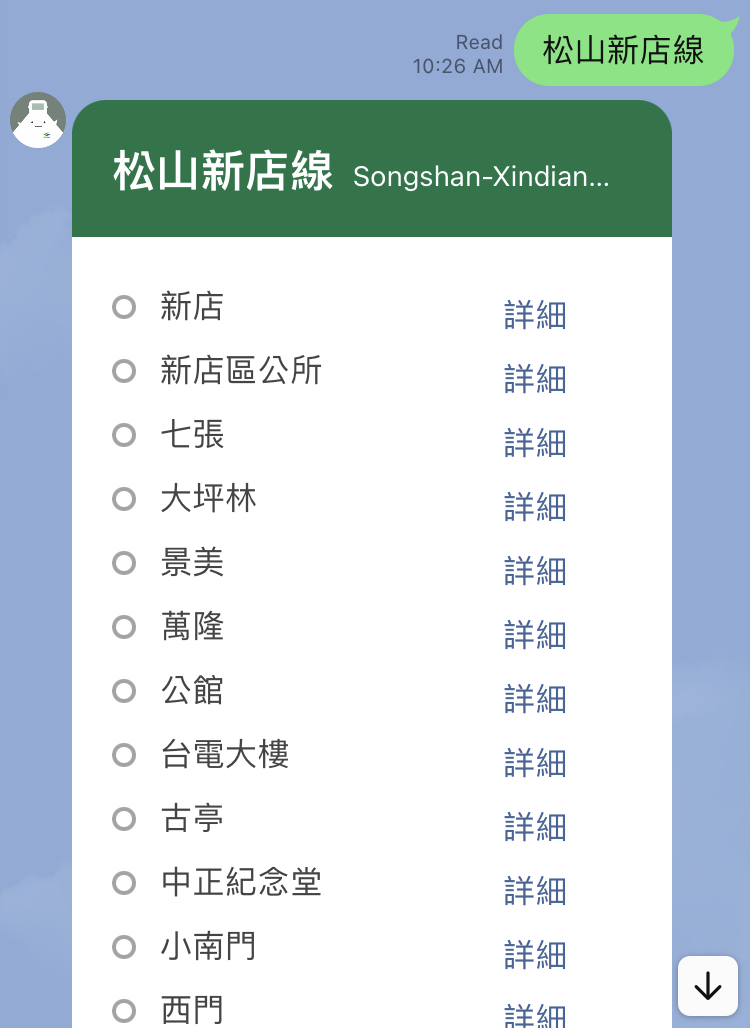 松山新店線
Read
10:26 AM
松山新店線 Songshan-Xindian...
新店 詳細
新店區公所 詳細
七張 詳細
大坪林 詳細
景美 詳細
萬隆 詳細
公館 詳細
台電大樓 詳細
古亭 詳細
中正紀念堂 詳細
小南門 詳細
西門 詳細